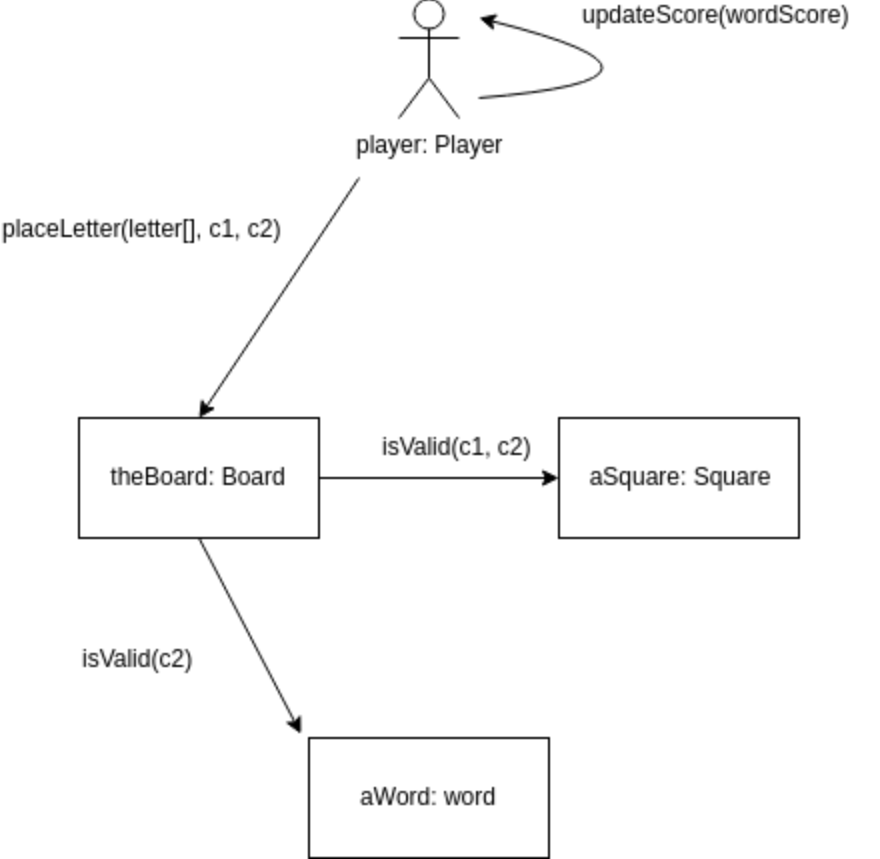 updateScore(wordScore)
player: Player
placeLetter(letter[], c1, c2)
isValid(c1, c2)
theBoard: Board
aSquare: Square
isValid(c2)
aWord: word